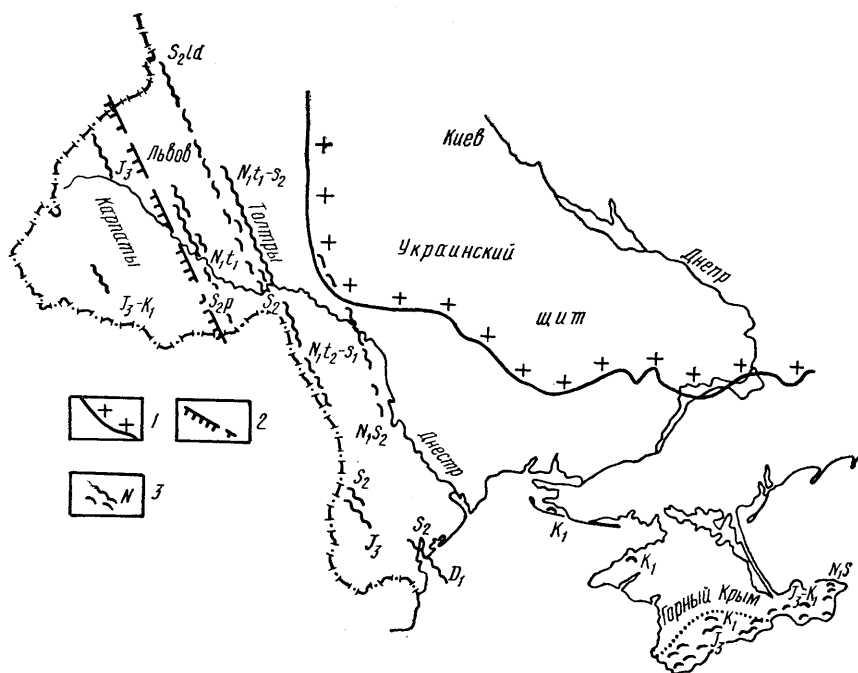 S₂ld
Львов
J₃
N₁t₁-s₂
Толтры
Киев
Карпаты
Украинский
щит
Днепр
N₁t₁
S₂p
S₂
J₃-K₁
N₁t₂-s₁
N₁s₂
Днестр
1
2
N
3
S₂
J₃
S₂
D₁
K₁
K₁
N₁S
Горный Крым
J₃-K₁
K₁
J₃